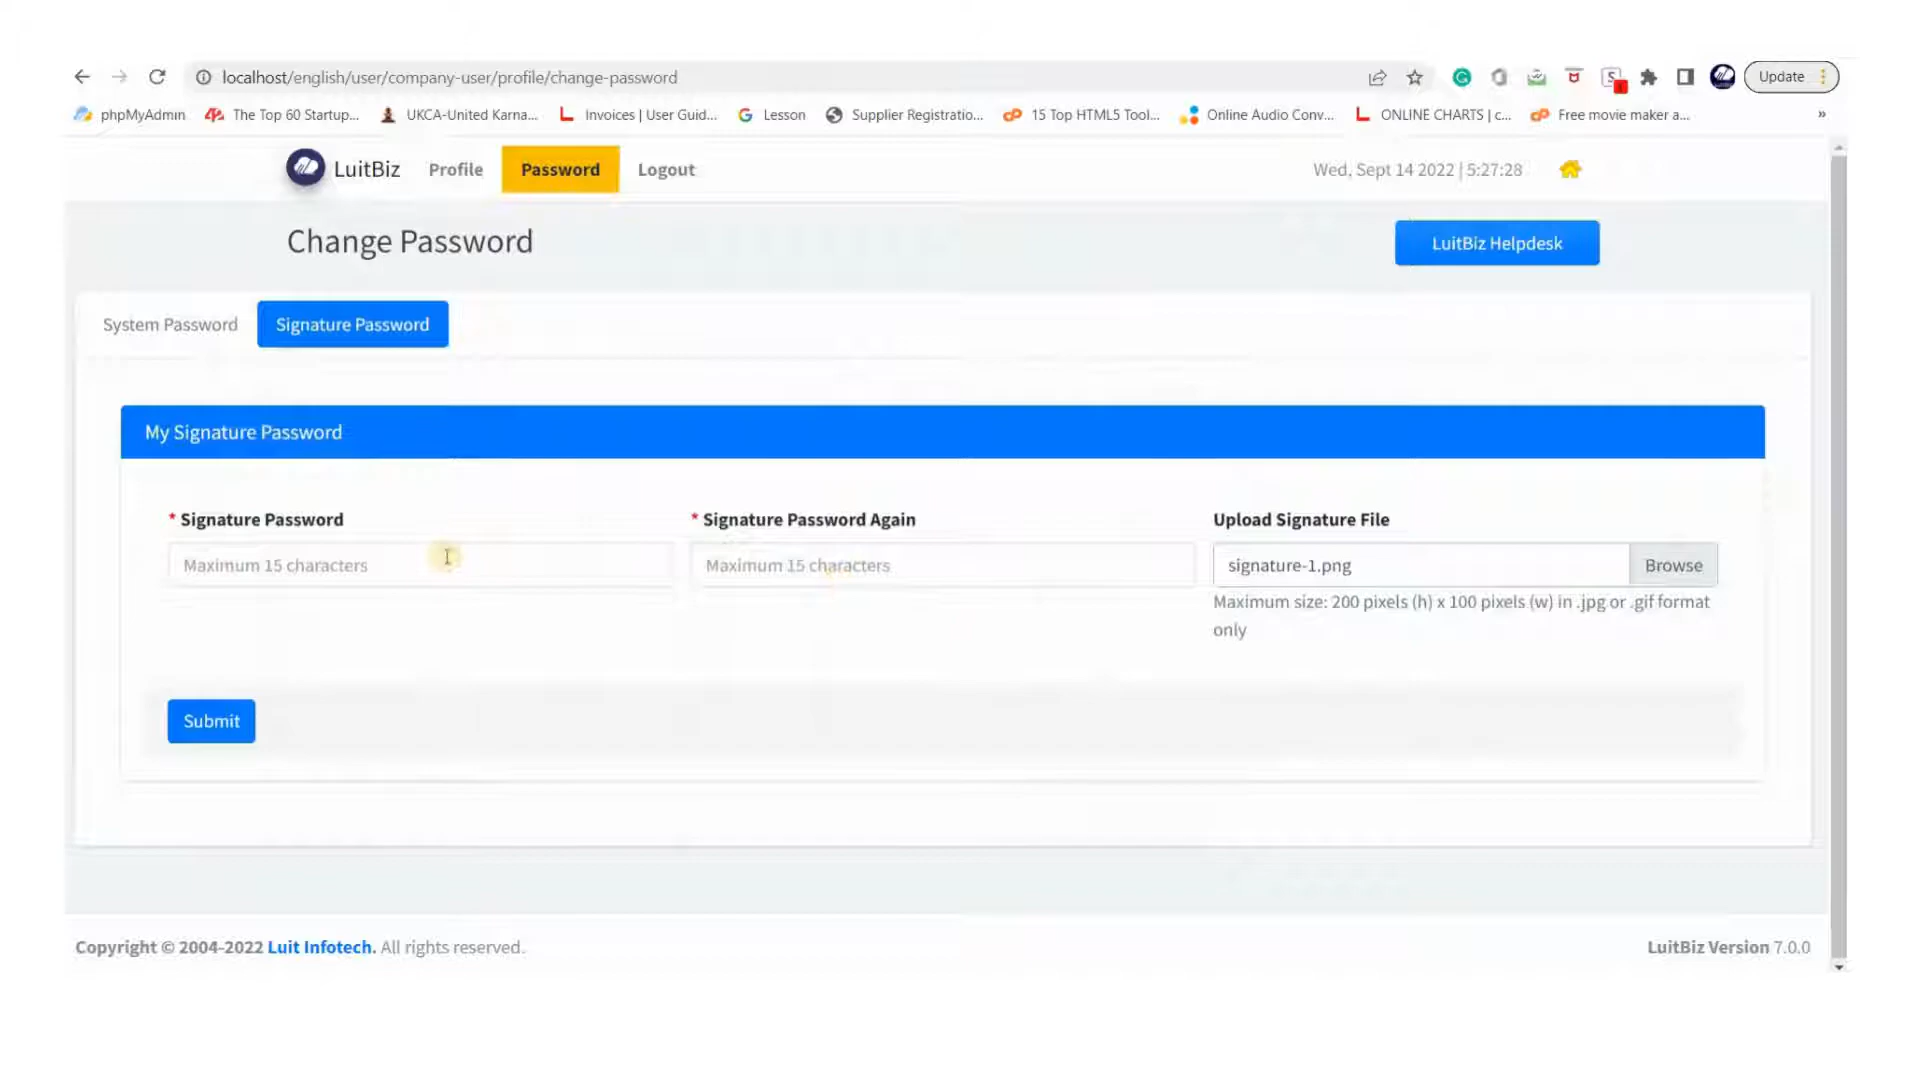 localhost/english/user/company-user/profile/change-password
Update
phpMyAdmin
The Top 60 Startup...
UKCA-United Karna...
Invoices | User Guid...
Lesson
Supplier Registratio...
15 Top HTML5 Tool...
Online Audio Conv...
ONLINE CHARTS | c...
Free movie maker a...
»
LuitBiz
Profile
Password
Logout
Wed, Sept 14 2022 | 5:27:28
Change Password
LuitBiz Helpdesk
System Password
Signature Password
My Signature Password
* Signature Password
* Signature Password Again
Upload Signature File
Maximum 15 characters
Maximum 15 characters
signature-1.png
Browse
Maximum size: 200 pixels (h) x 100 pixels (w) in .jpg or .gif format
only
Submit
Copyright © 2004-2022 Luit Infotech. All rights reserved.
LuitBiz Version 7.0.0